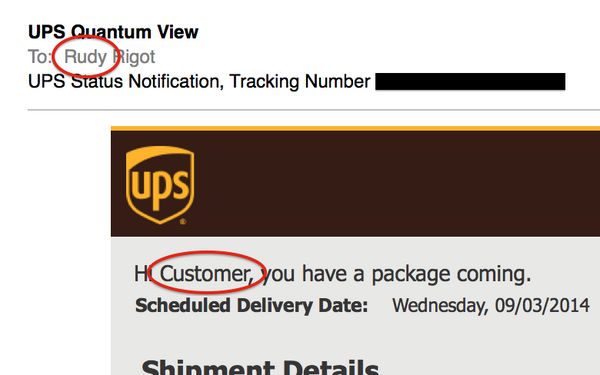 UPS Quantum View
To: Rudy Rigot
UPS Status Notification, Tracking Number
ups
Hi Customer, you have a package coming.
Scheduled Delivery Date: Wednesday, 09/03/2014
Shipment Details